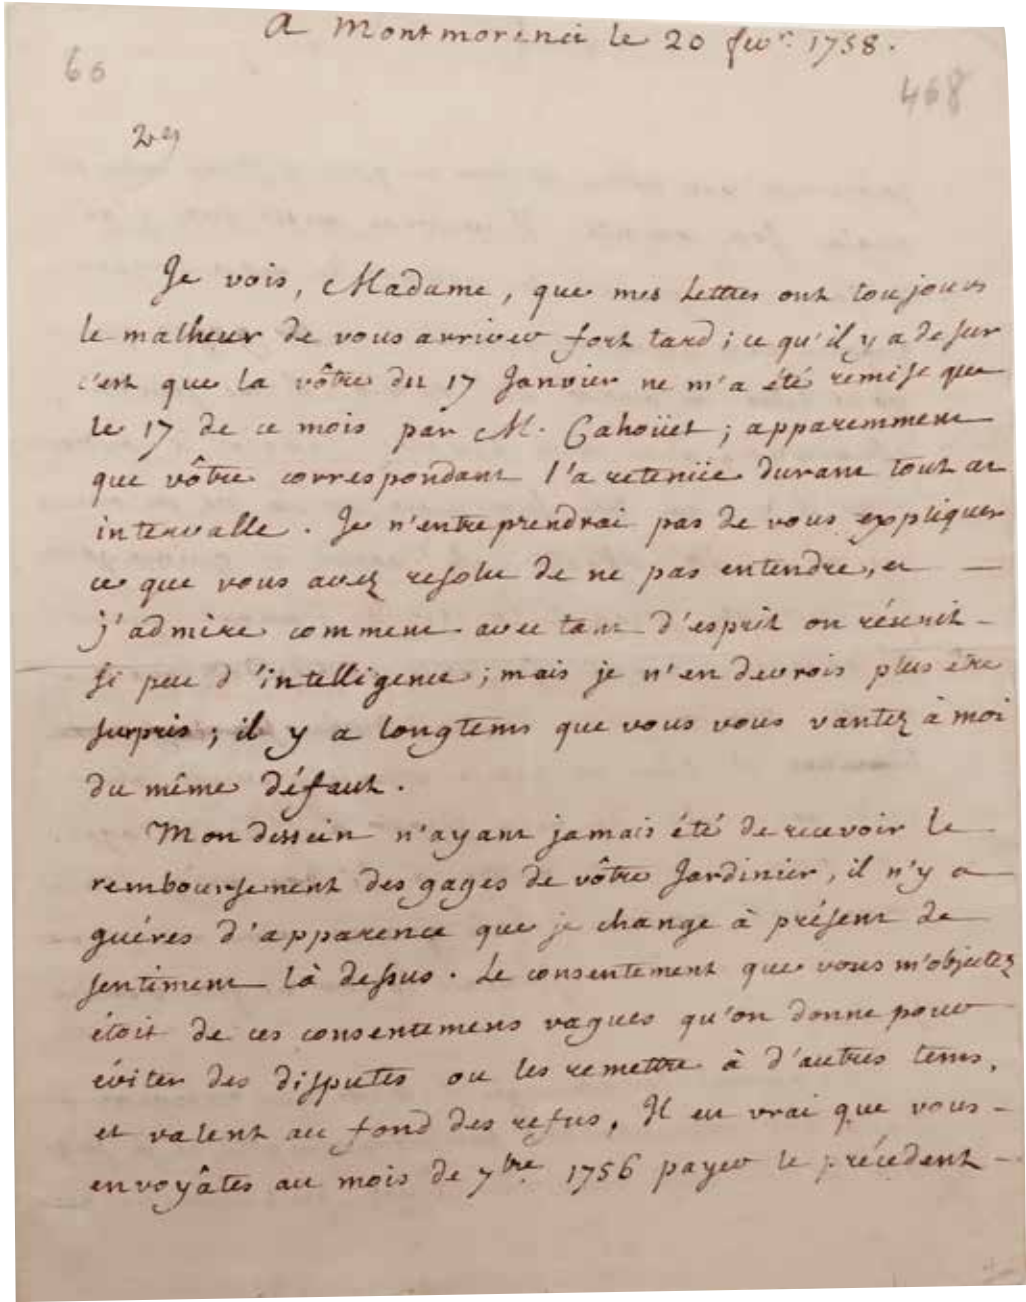 A Montmorenci le 20 fevr. 1758.
60
468
Je vois, Madame, que mes Lettres ont toujours
le malheur de vous arriver fort tard ; ce qu'il y a de sur
c'est que la vôtre du 17 Janvier ne m'a été remise que
le 17 de ce mois par M. Cahoüet ; apparemment
que vôtre correspondant l'a retenüe durant tout cet
intervalle. Je n'entreprendrai pas de vous expliquer
ce que vous avez resolu de ne pas entendre, et
j'admire comment avec tant d'esprit on réunit
si peu d'intelligence ; mais je n'en devrois plus être
surpris ; il y a longtems que vous vous vantez à moi
du même défaut.
Mon dessein n'ayant jamais été de recevoir le
remboursement des gages de vôtre Jardinier, il n'y a
guéres d'apparence que je change à présent de
sentiment là dessus. Le consentement que vous m'objectez
étoit de ces consentemens vagues qu'on donne pour
éviter des disputes ou les remettre à d'autres tems,
et valent au fond des refus. Il est vrai que vous
envoyâtes au mois de 7bre 1756 payer le précédent